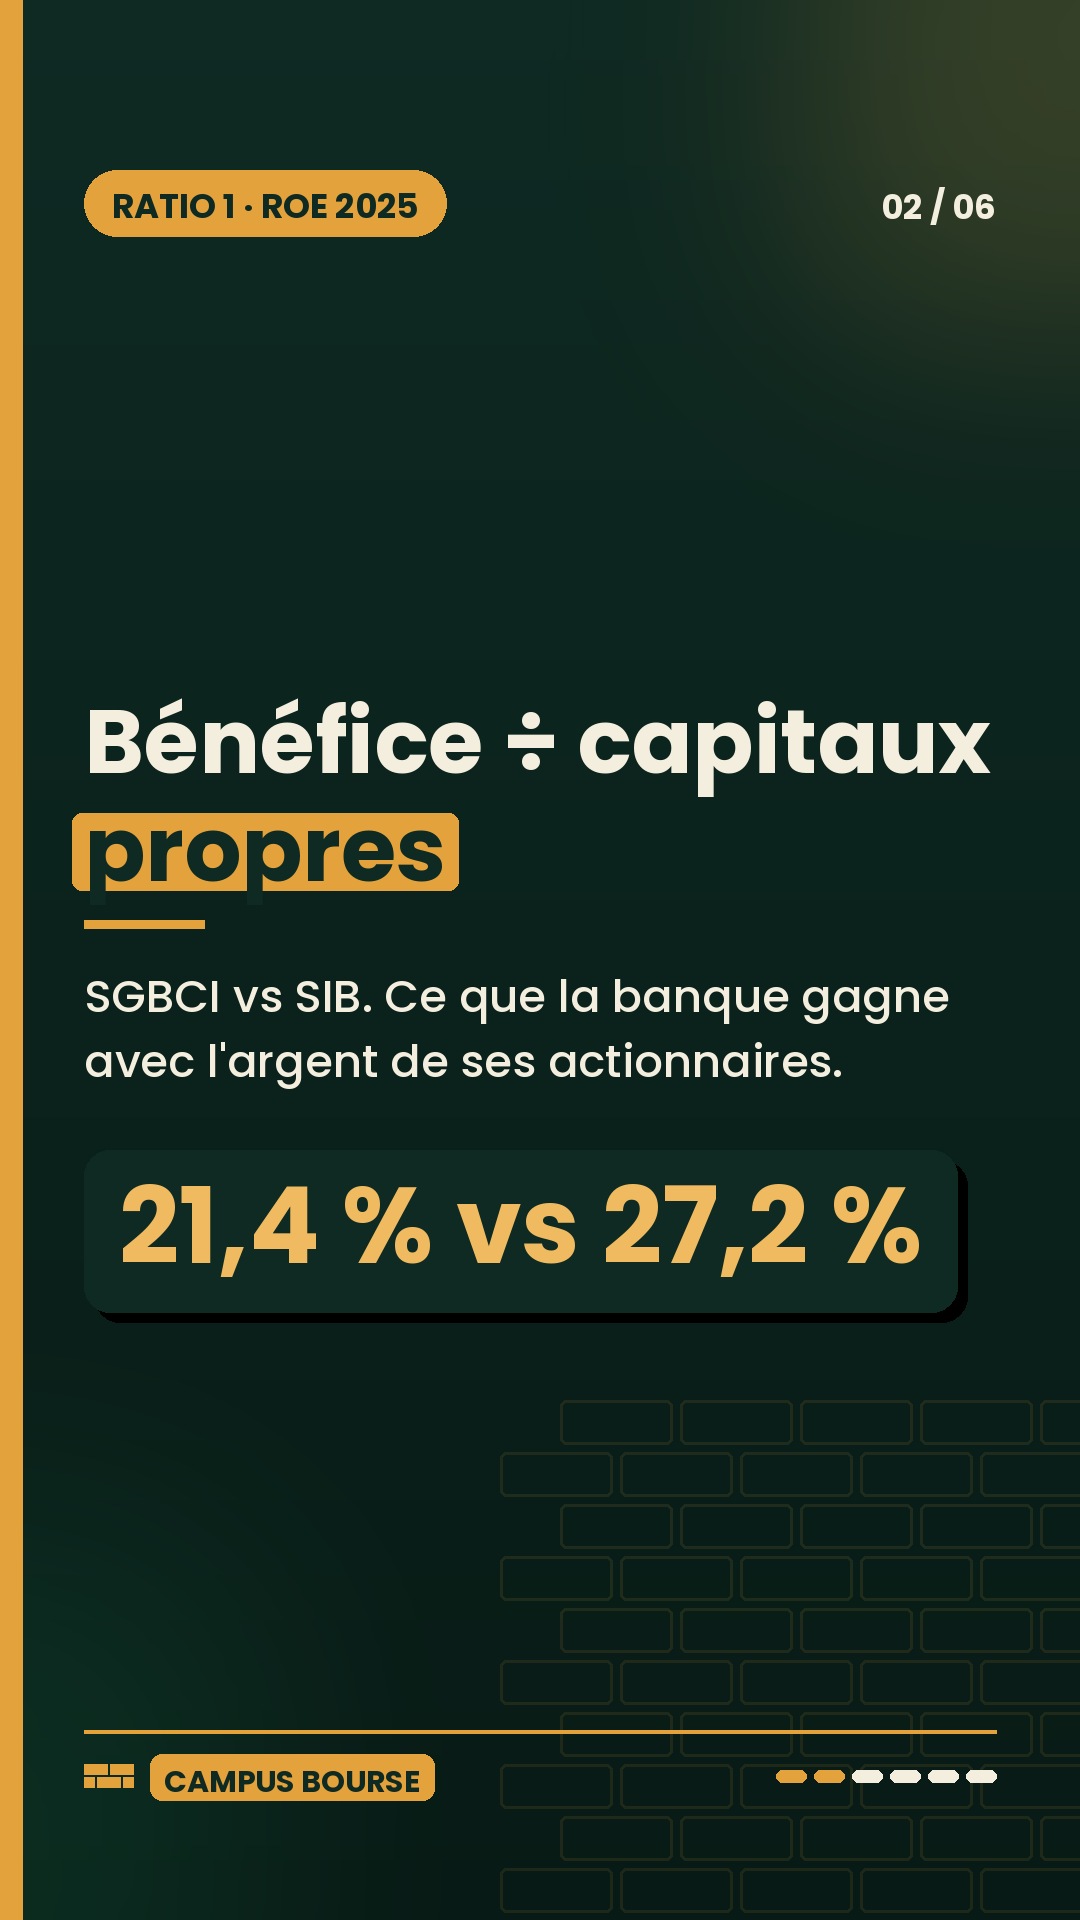 RATIO 1 · ROE 2025
02 / 06
Bénéfice ÷ capitaux
propres
SGBCI vs SIB. Ce que la banque gagne
avec l'argent de ses actionnaires.
21,4 % vs 27,2 %
CAMPUS BOURSE